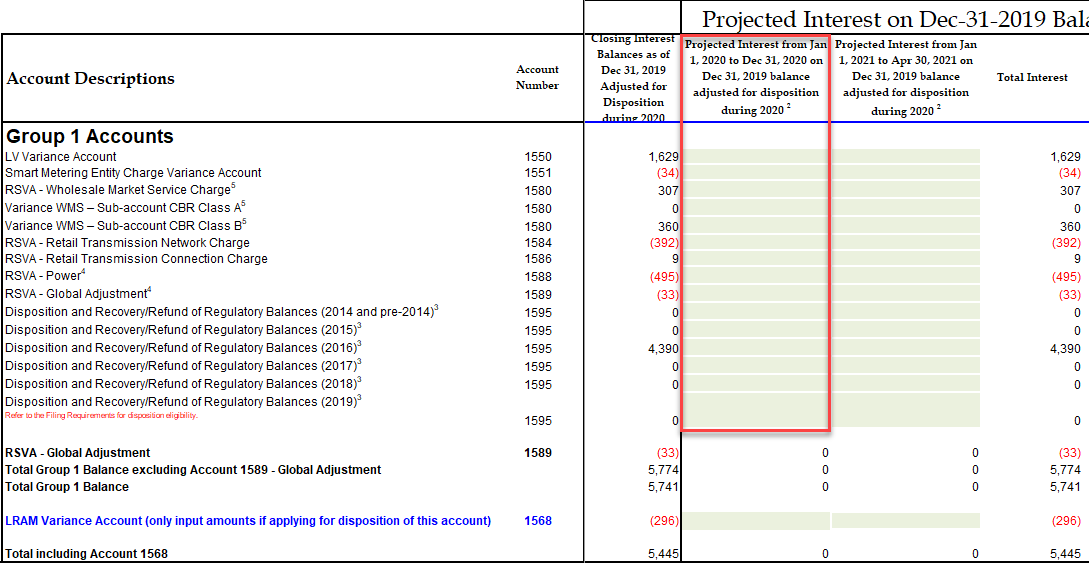 Projected Interest on Dec-31-2019
Account Descriptions
Account
Number
Closing Interest
Balances as of
Dec 31, 2019
Adjusted for
Disposition
during 2020
Projected Interest from Jan
1, 2020 to Dec 31, 2020 on
Dec 31, 2019 balance
adjusted for disposition
during 2020 2
Projected Interest from Jan
1, 2021 to Apr 30, 2021 on
Dec 31, 2019 balance
adjusted for disposition
during 2020 2
Total Interest
Group 1 Accounts
LV Variance Account 1550 1,629 1,629
Smart Metering Entity Charge Variance Account 1551 (34) (34)
RSVA - Wholesale Market Service Charge5 1580 307 307
Variance WMS – Sub-account CBR Class A5 1580 0 0
Variance WMS – Sub-account CBR Class B5 1580 360 360
RSVA - Retail Transmission Network Charge 1584 (392) (392)
RSVA - Retail Transmission Connection Charge 1586 9 9
RSVA - Power4 1588 (495) (495)
RSVA - Global Adjustment4 1589 (33) (33)
Disposition and Recovery/Refund of Regulatory Balances (2014 and pre-2014)3 1595 0 0
Disposition and Recovery/Refund of Regulatory Balances (2015)3 1595 0 0
Disposition and Recovery/Refund of Regulatory Balances (2016)3 1595 4,390 4,390
Disposition and Recovery/Refund of Regulatory Balances (2017)3 1595 0 0
Disposition and Recovery/Refund of Regulatory Balances (2018)3 1595 0 0
Disposition and Recovery/Refund of Regulatory Balances (2019)3
Refer to the Filing Requirements for disposition eligibility.
1595 0 0
RSVA - Global Adjustment 1589 (33) 0 0 (33)
Total Group 1 Balance excluding Account 1589 - Global Adjustment 5,774 0 0 5,774
Total Group 1 Balance 5,741 0 0 5,741
LRAM Variance Account (only input amounts if applying for disposition of this account) 1568 (296) (296)
Total including Account 1568 5,445 0 0 5,445